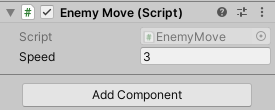 Enemy Move (Script)
Script EnemyMove
Speed 3
Add Component